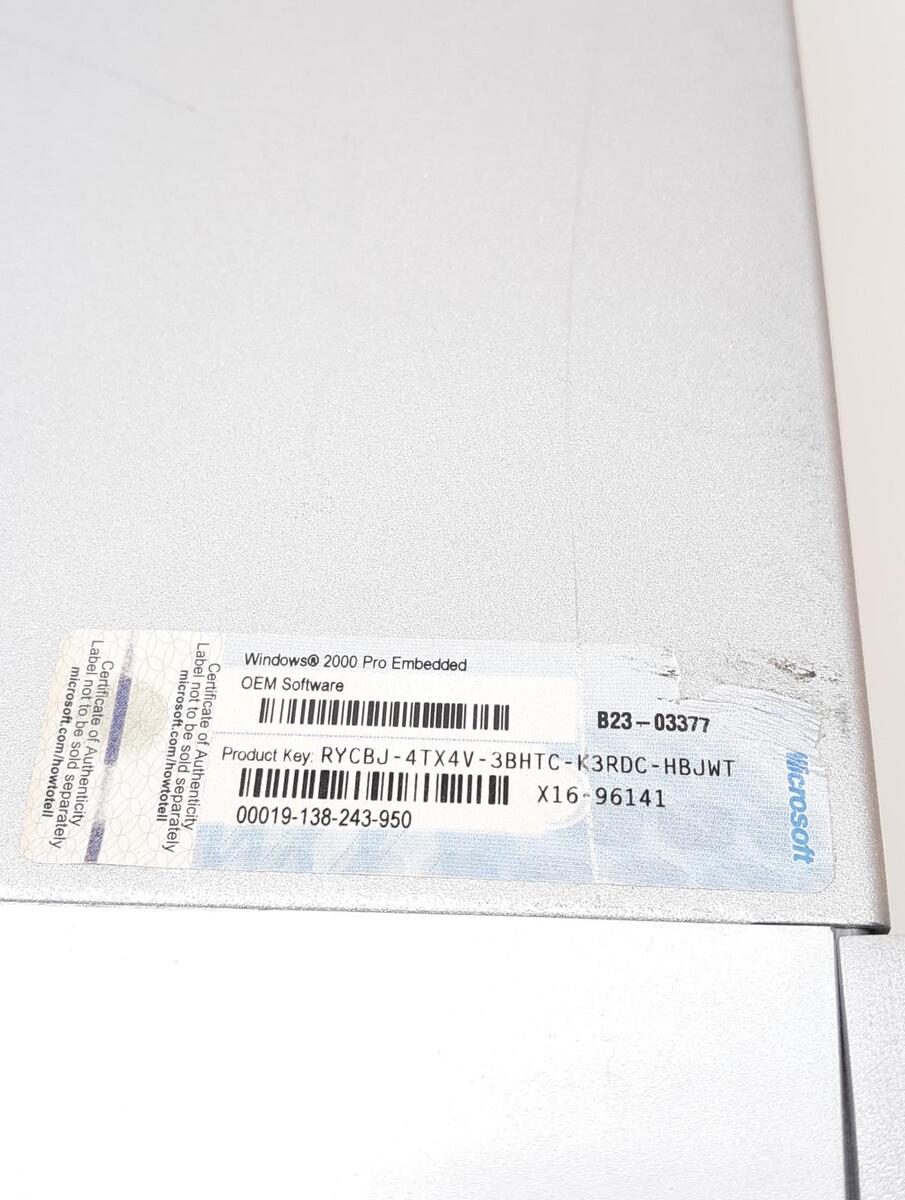 Certificate of Authenticity
Label not to be sold separately
microsoft.com/howtotell
Certificate of Authenticity
Label not to be sold separately
microsoft.com/howtotell
Windows® 2000 Pro Embedded
OEM Software
B23-03377
Product Key: RYCBJ-4TX4V-3BHTC-K3RDC-HBJWT
X16-96141
00019-138-243-950
Microsoft